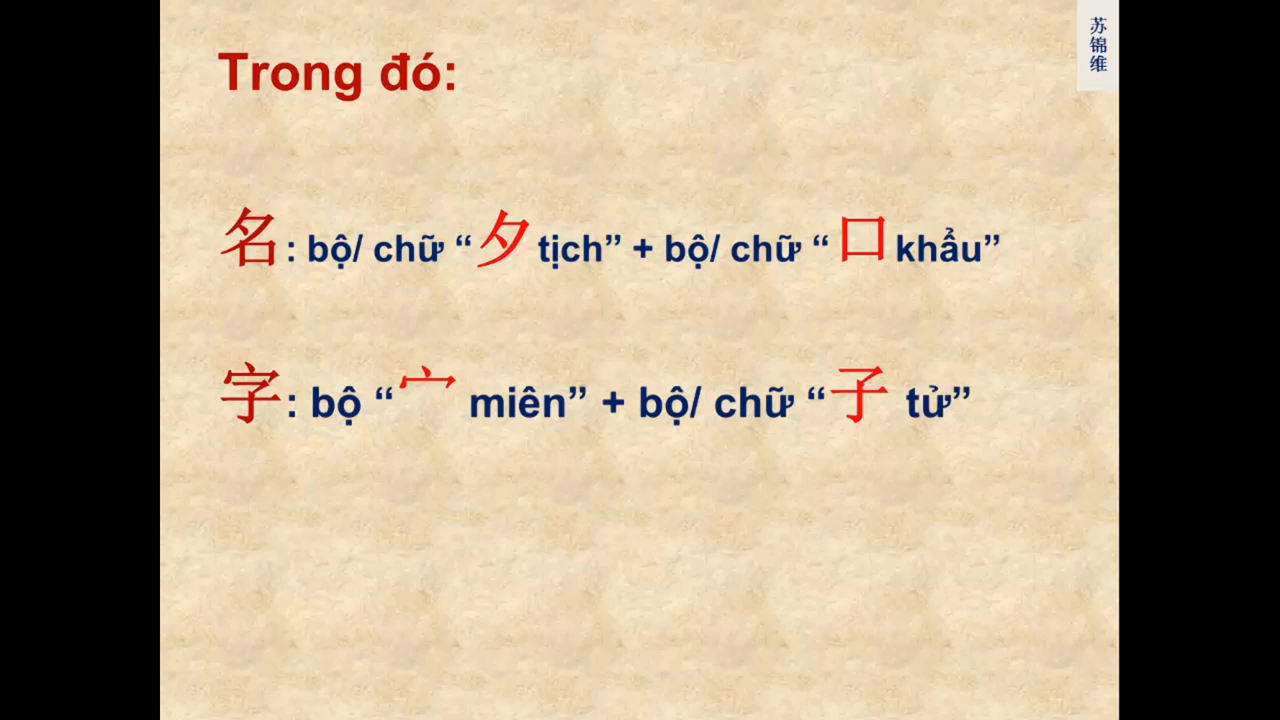 苏锦维
Trong đó:
名: bộ/ chữ “夕 tịch” + bộ/ chữ “口 khẩu”
字: bộ “宀 miên” + bộ/ chữ “子 tử”